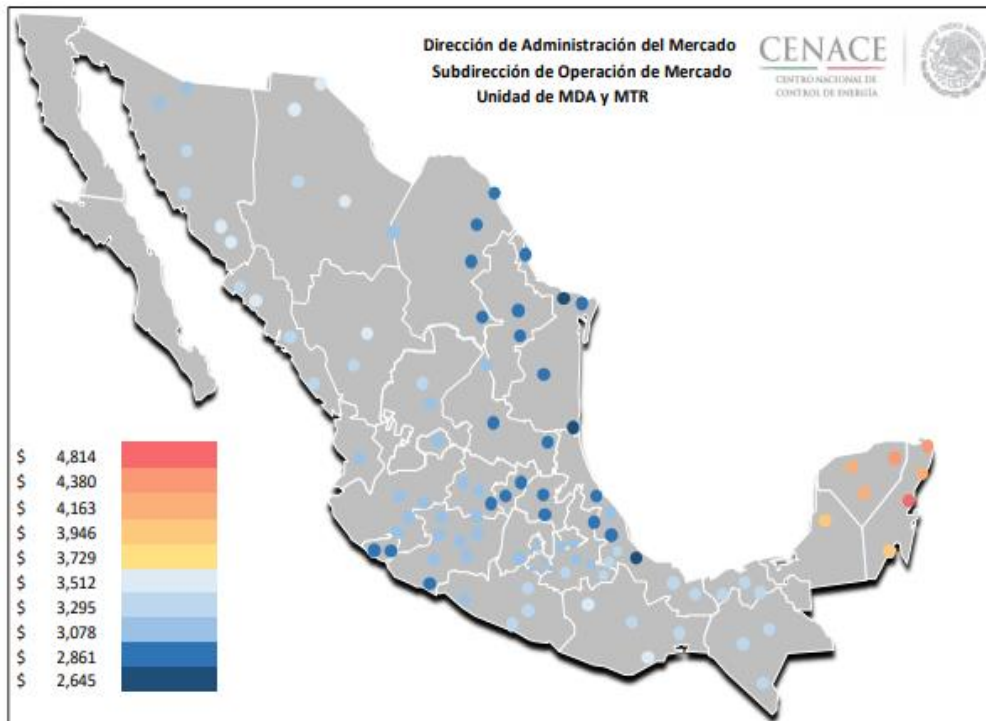 Dirección de Administración del Mercado
Subdirección de Operación de Mercado
Unidad de MDA y MTR
CENACE
CENTRO NACIONAL DE
CONTROL DE ENERGÍA
$ 4,814
$ 4,380
$ 4,163
$ 3,946
$ 3,729
$ 3,512
$ 3,295
$ 3,078
$ 2,861
$ 2,645